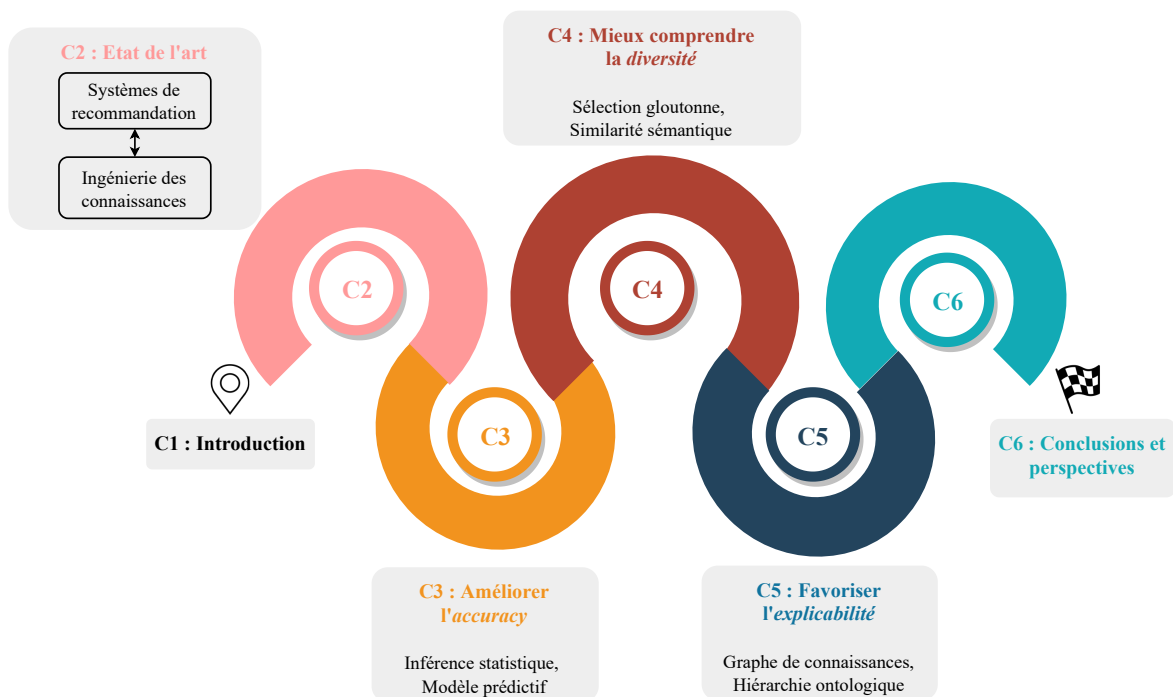 C2 : Etat de l'art
Systèmes de
recommandation
Ingénierie des
connaissances
C4 : Mieux comprendre
la diversité
Sélection gloutonne,
Similarité sémantique
C2
C4
C6
C1 : Introduction
C3
C5
C6 : Conclusions et
perspectives
C3 : Améliorer
l'accuracy
Inférence statistique,
Modèle prédictif
C5 : Favoriser
l'explicabilité
Graphe de connaissances,
Hiérarchie ontologique